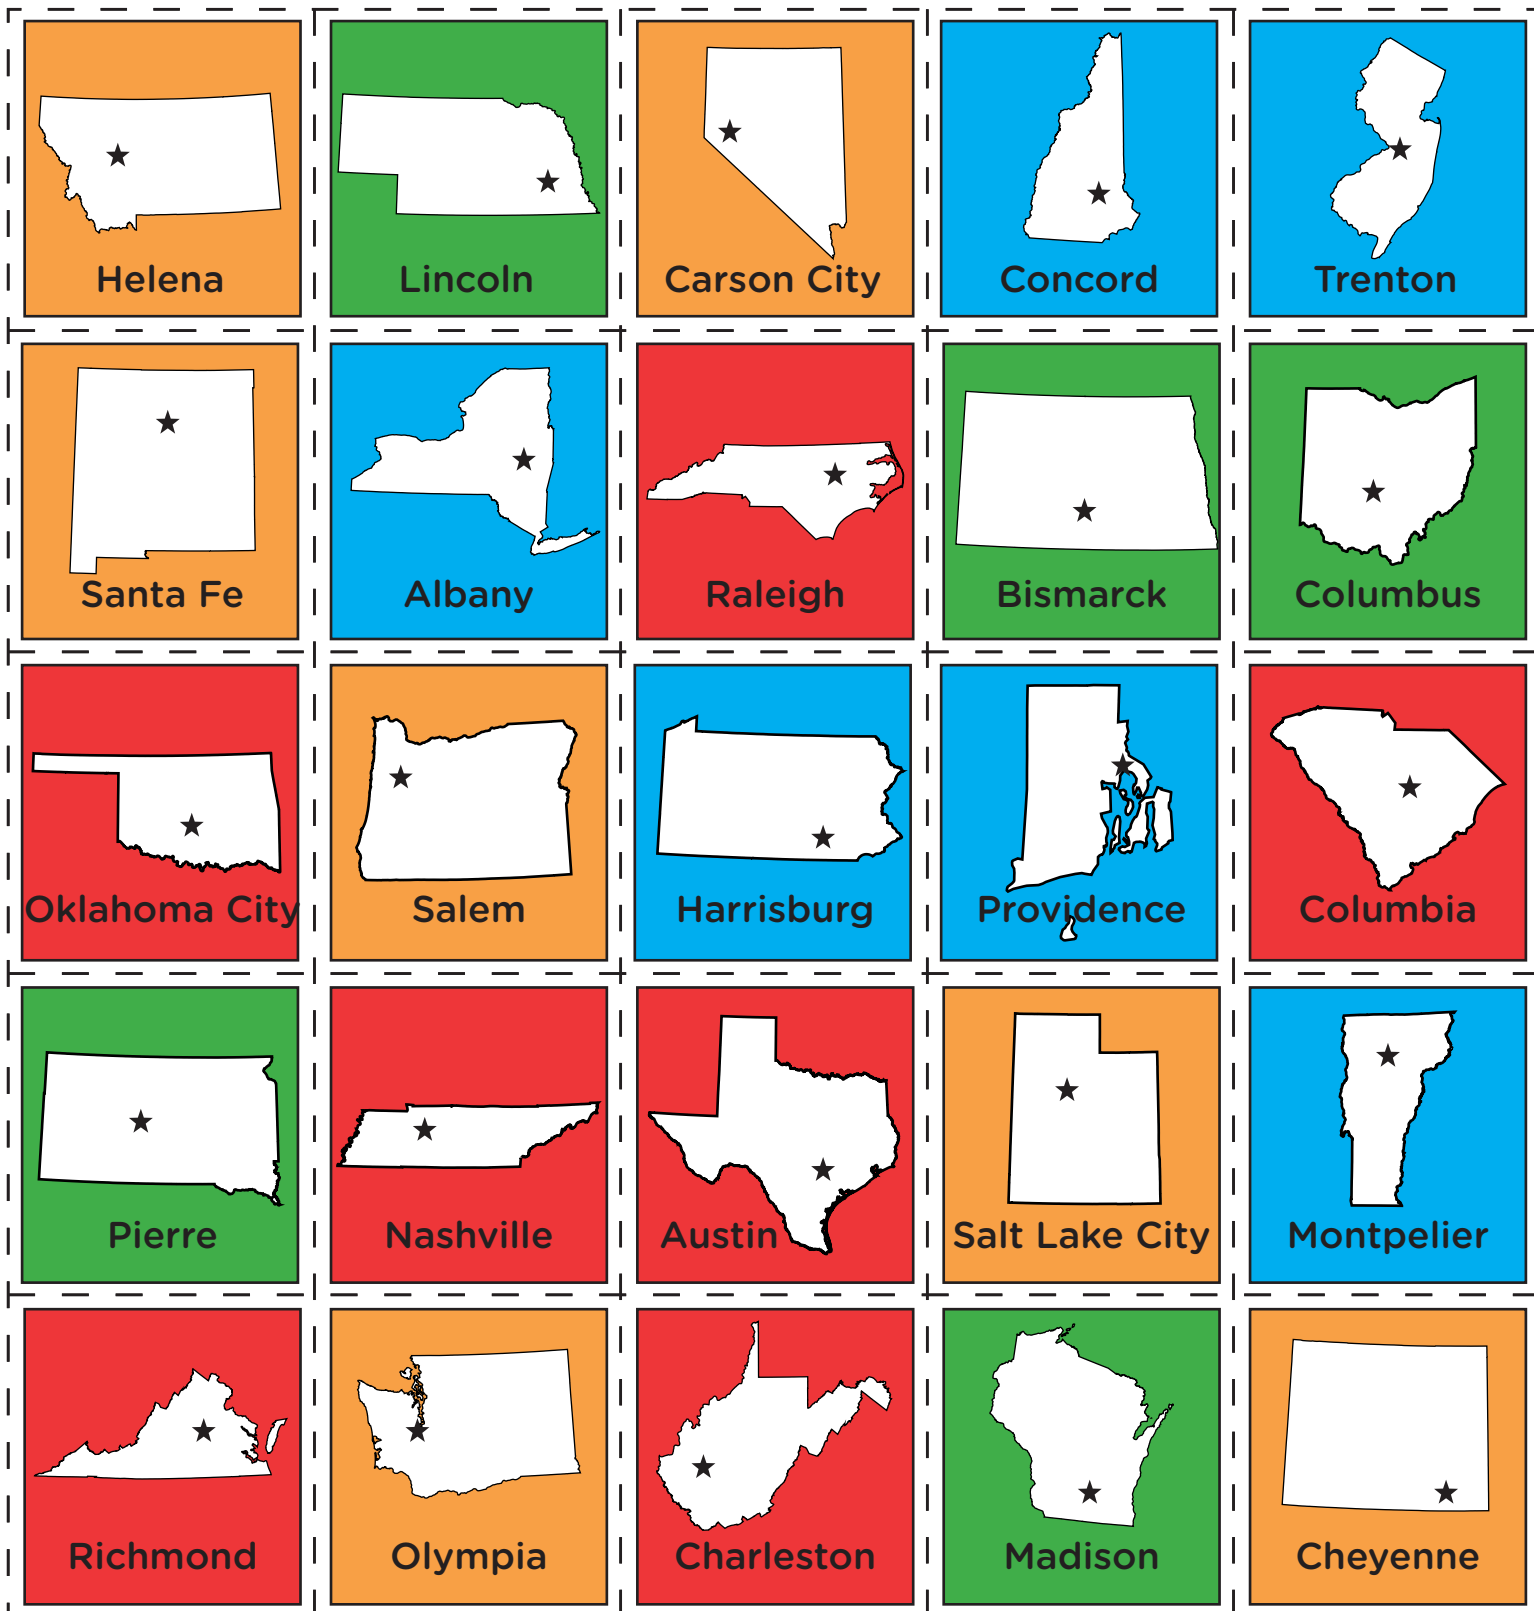 Helena
Lincoln
Carson City
Concord
Trenton
Santa Fe
Albany
Raleigh
Bismarck
Columbus
Oklahoma City
Salem
Harrisburg
Providence
Columbia
Pierre
Nashville
Austin
Salt Lake City
Montpelier
Richmond
Olympia
Charleston
Madison
Cheyenne